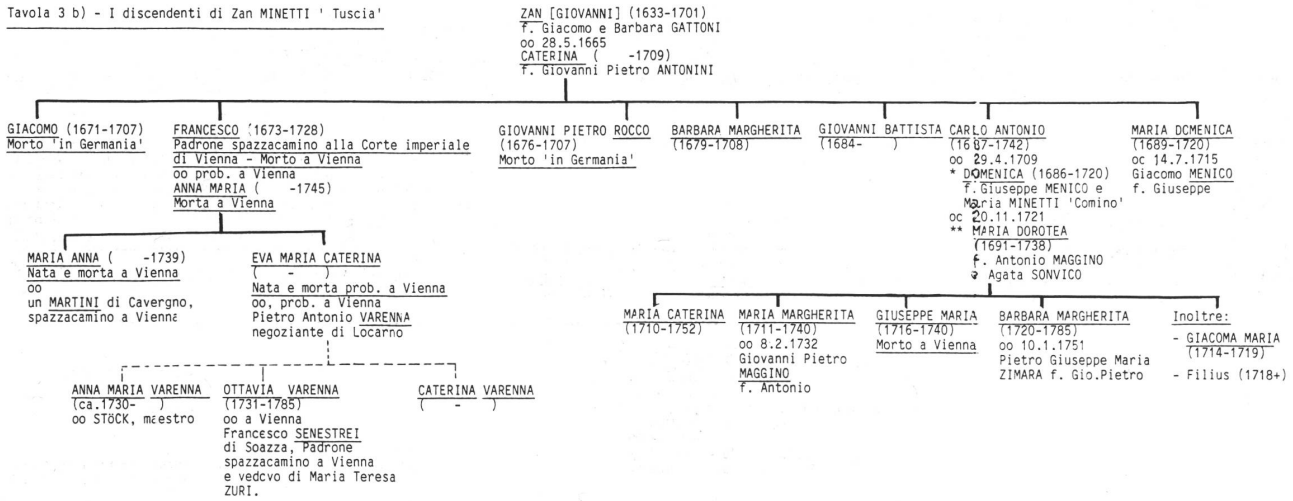 Tavola 3 b) - I discendenti di Zan MINETTI ' Tuscia'
ZAN [GIOVANNI] (1633-1701)
f. Giacomo e Barbara GATTONI
oo 28.5.1665
CATERINA ( -1709)
f. Giovanni Pietro ANTONINI
GIACOMO (1671-1707)
Morto 'in Germania'
FRANCESCO (1673-1728)
Padrone spazzacamino alla Corte imperiale
di Vienna - Morto a Vienna
oo prob. a Vienna
ANNA MARIA ( -1745)
Morta a Vienna
GIOVANNI PIETRO ROCCO
(1676-1707)
Morto 'in Germania'
BARBARA MARGHERITA
(1679-1708)
GIOVANNI BATTISTA
(1684- )
CARLO ANTONIO
(1687-1742)
oo 29.4.1709
* DOMENICA (1686-1720)
f. Giuseppe MENICO e
Maria MINETTI 'Comino'
oc 20.11.1721
** MARIA DOROTEA
(1691-1738)
f. Antonio MAGGINO
e Agata SONVICO
MARIA DOMENICA
(1689-1720)
oc 14.7.1715
Giacomo MENICO
f. Giuseppe
MARIA ANNA ( -1739)
Nata e morta a Vienna
oo
un MARTINI di Cavergno,
spazzacamino a Vienna
EVA MARIA CATERINA
( - )
Nata e morta prob. a Vienna
oo, prob. a Vienna
Pietro Antonio VARENNA
negoziante di Locarno
MARIA CATERINA
(1710-1752)
MARIA MARGHERITA
(1711-1740)
oo 8.2.1732
Giovanni Pietro
MAGGINO
f. Antonio
GIUSEPPE MARIA
(1716-1740)
Morto a Vienna
BARBARA MARGHERITA
(1720-1785)
oo 10.1.1751
Pietro Giuseppe Maria
ZIMARA f. Gio.Pietro
Inoltre:
- GIACOMA MARIA
(1714-1719)
- Filius (1718+)
ANNA MARIA VARENNA
(ca.1730- )
oo STöCK, maestro
OTTAVIA VARENNA
(1731-1785)
oo a Vienna
Francesco SENESTREI
di Soazza, Padrone
spazzacamino a Vienna
e vedovo di Maria Teresa
ZURI.
CATERINA VARENNA
( - )